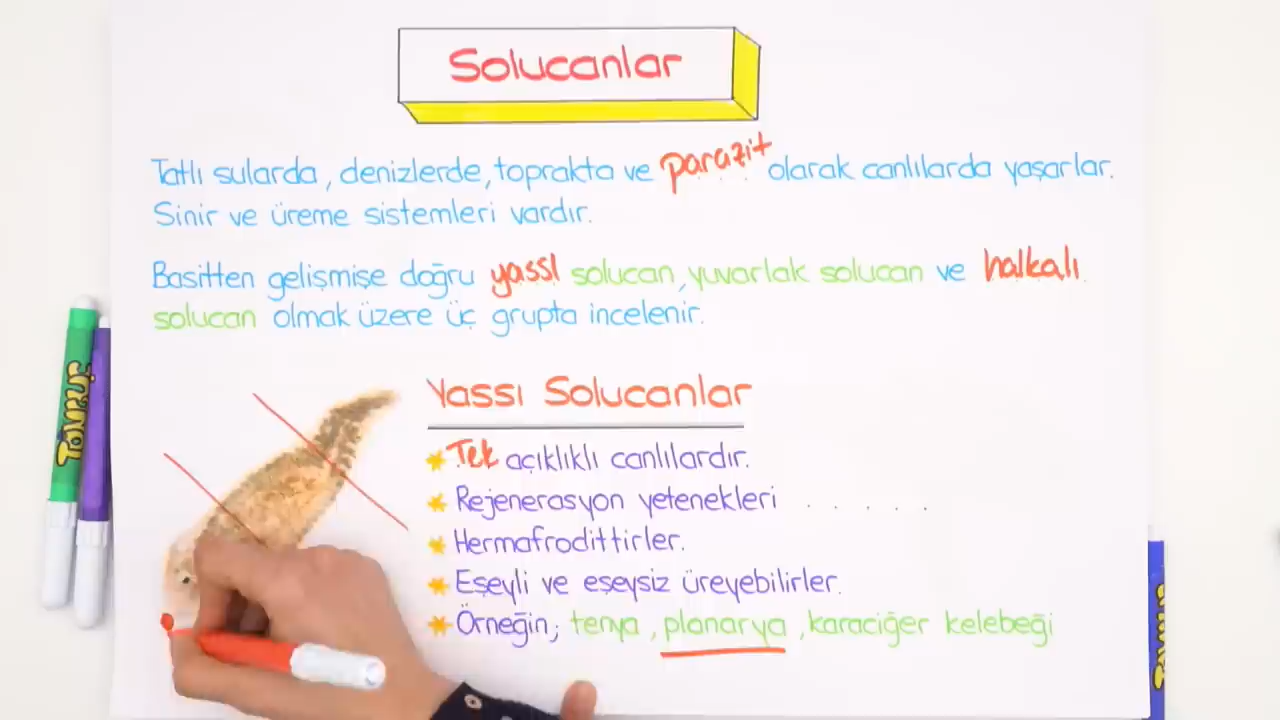 Solucanlar
Tatlı sularda, denizlerde, toprakta ve parazit olarak canlılarda yaşarlar.
Sinir ve üreme sistemleri vardır.
Basitten gelişmişe doğru yassı solucan, yuvarlak solucan ve halkalı
solucan olmak üzere üç grupta incelenir.
Yassı Solucanlar
* Tek açıklıklı canlılardır.
* Rejenerasyon yetenekleri . . . . .
* Hermafrodittirler.
* Eşeyli ve eşeysiz üreyebilirler.
* Örneğin; tenya, planarya, karaciğer kelebeği